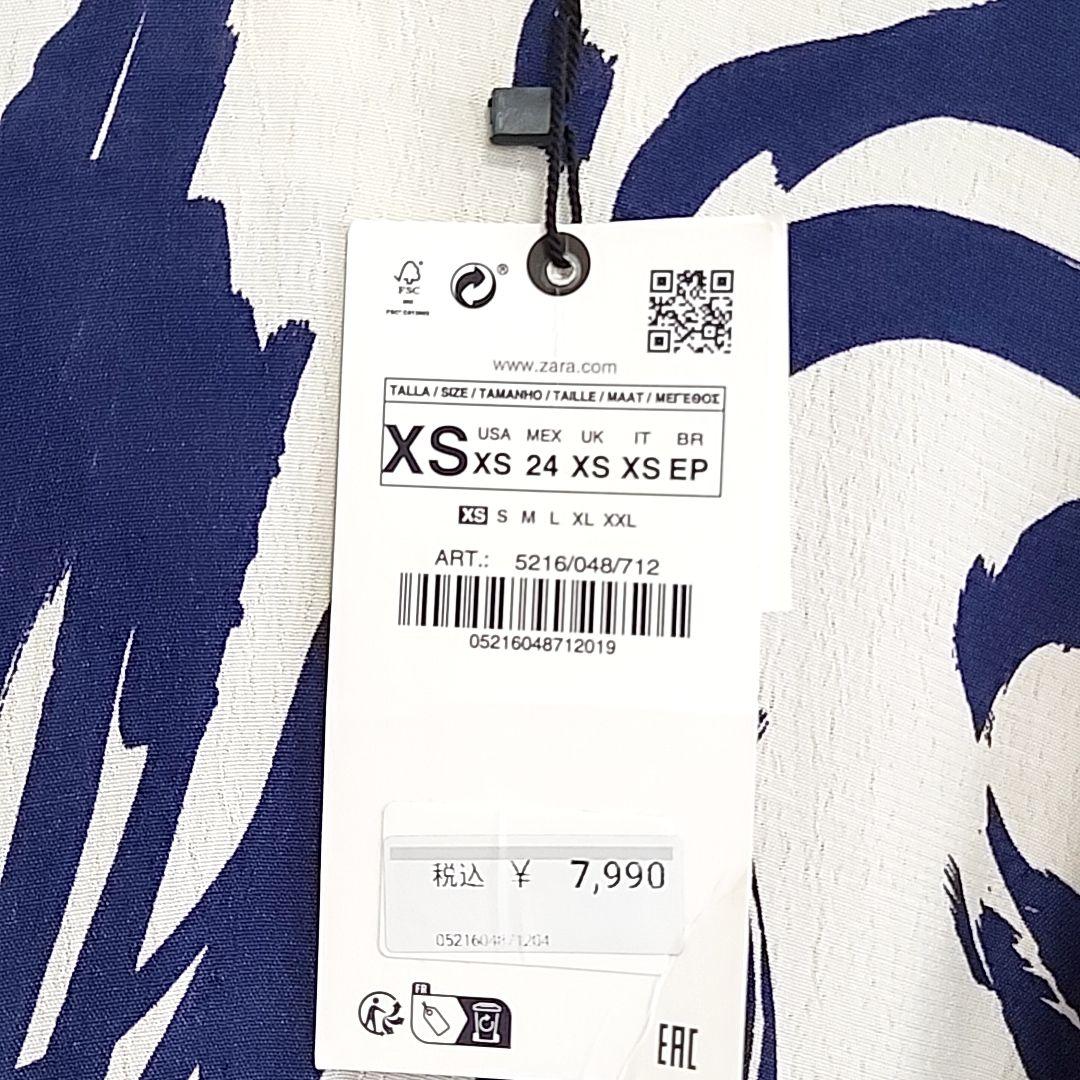 FSC
®
www.zara.com
TALLA / SIZE / TAMANHO / TAILLE / MAAT / ΜΕΓΕΘΟΣ
USA MEX UK IT BR
XS XS 24 XS XS EP
XS S M L XL XXL
ART.: 5216/048/712
05216048712019
税込 ¥ 7,990
FR
EAC